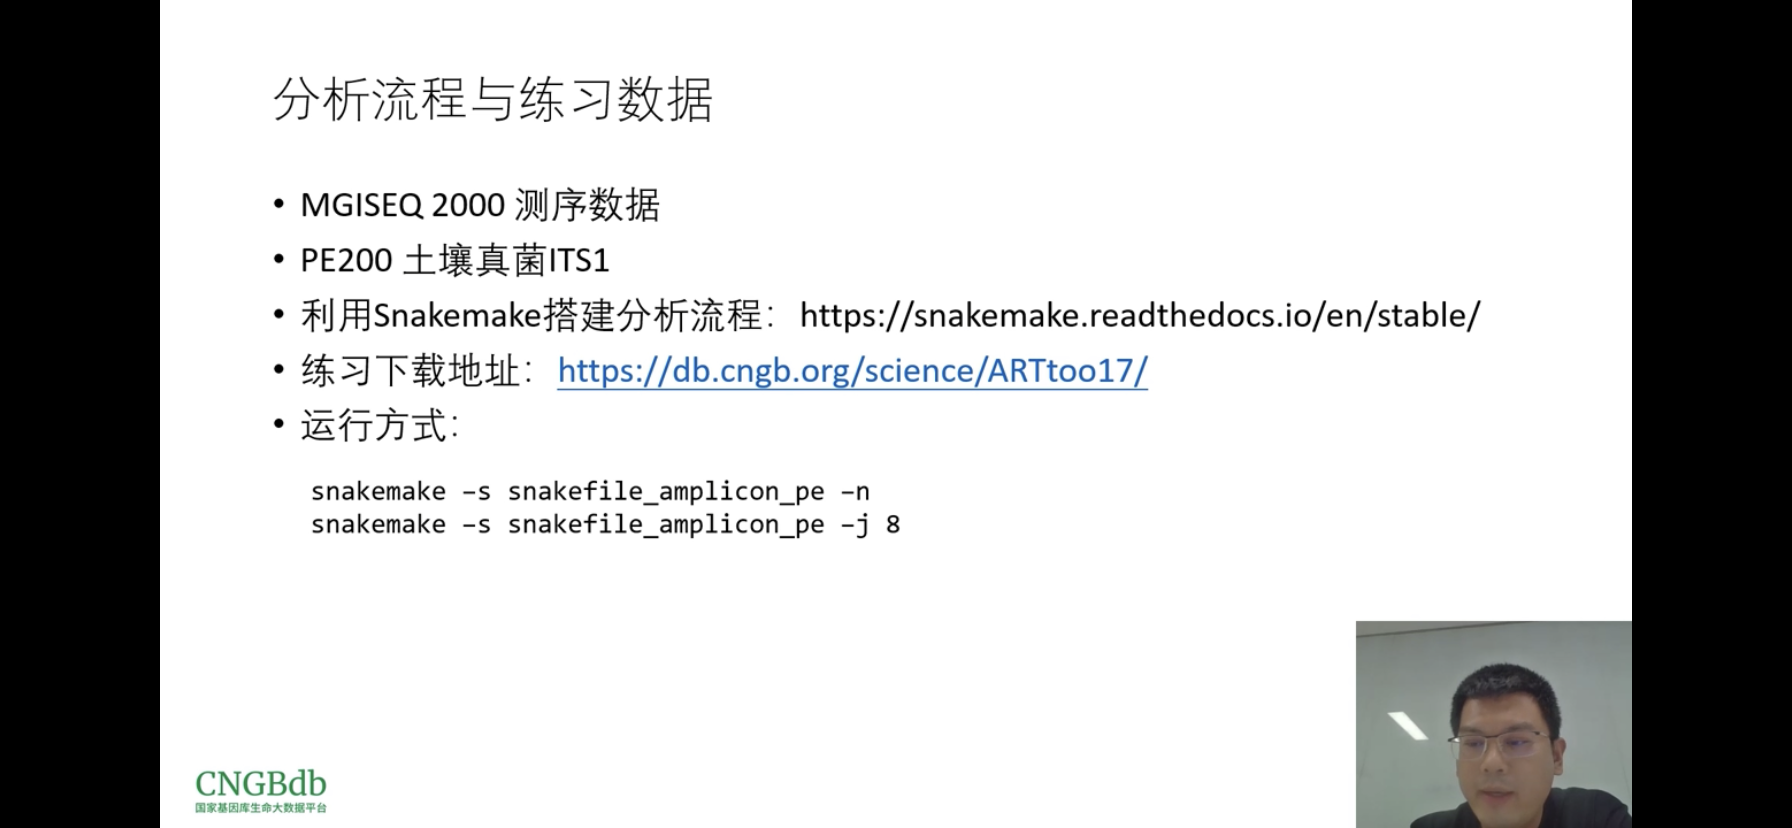 分析流程与练习数据
• MGISEQ 2000 测序数据
• PE200 土壤真菌ITS1
• 利用Snakemake搭建分析流程：https://snakemake.readthedocs.io/en/stable/
• 练习下载地址：https://db.cngb.org/science/ARTtoo17/
• 运行方式：
snakemake –s snakefile_amplicon_pe –n
snakemake –s snakefile_amplicon_pe –j 8
CNGBdb
国家基因库生命大数据平台